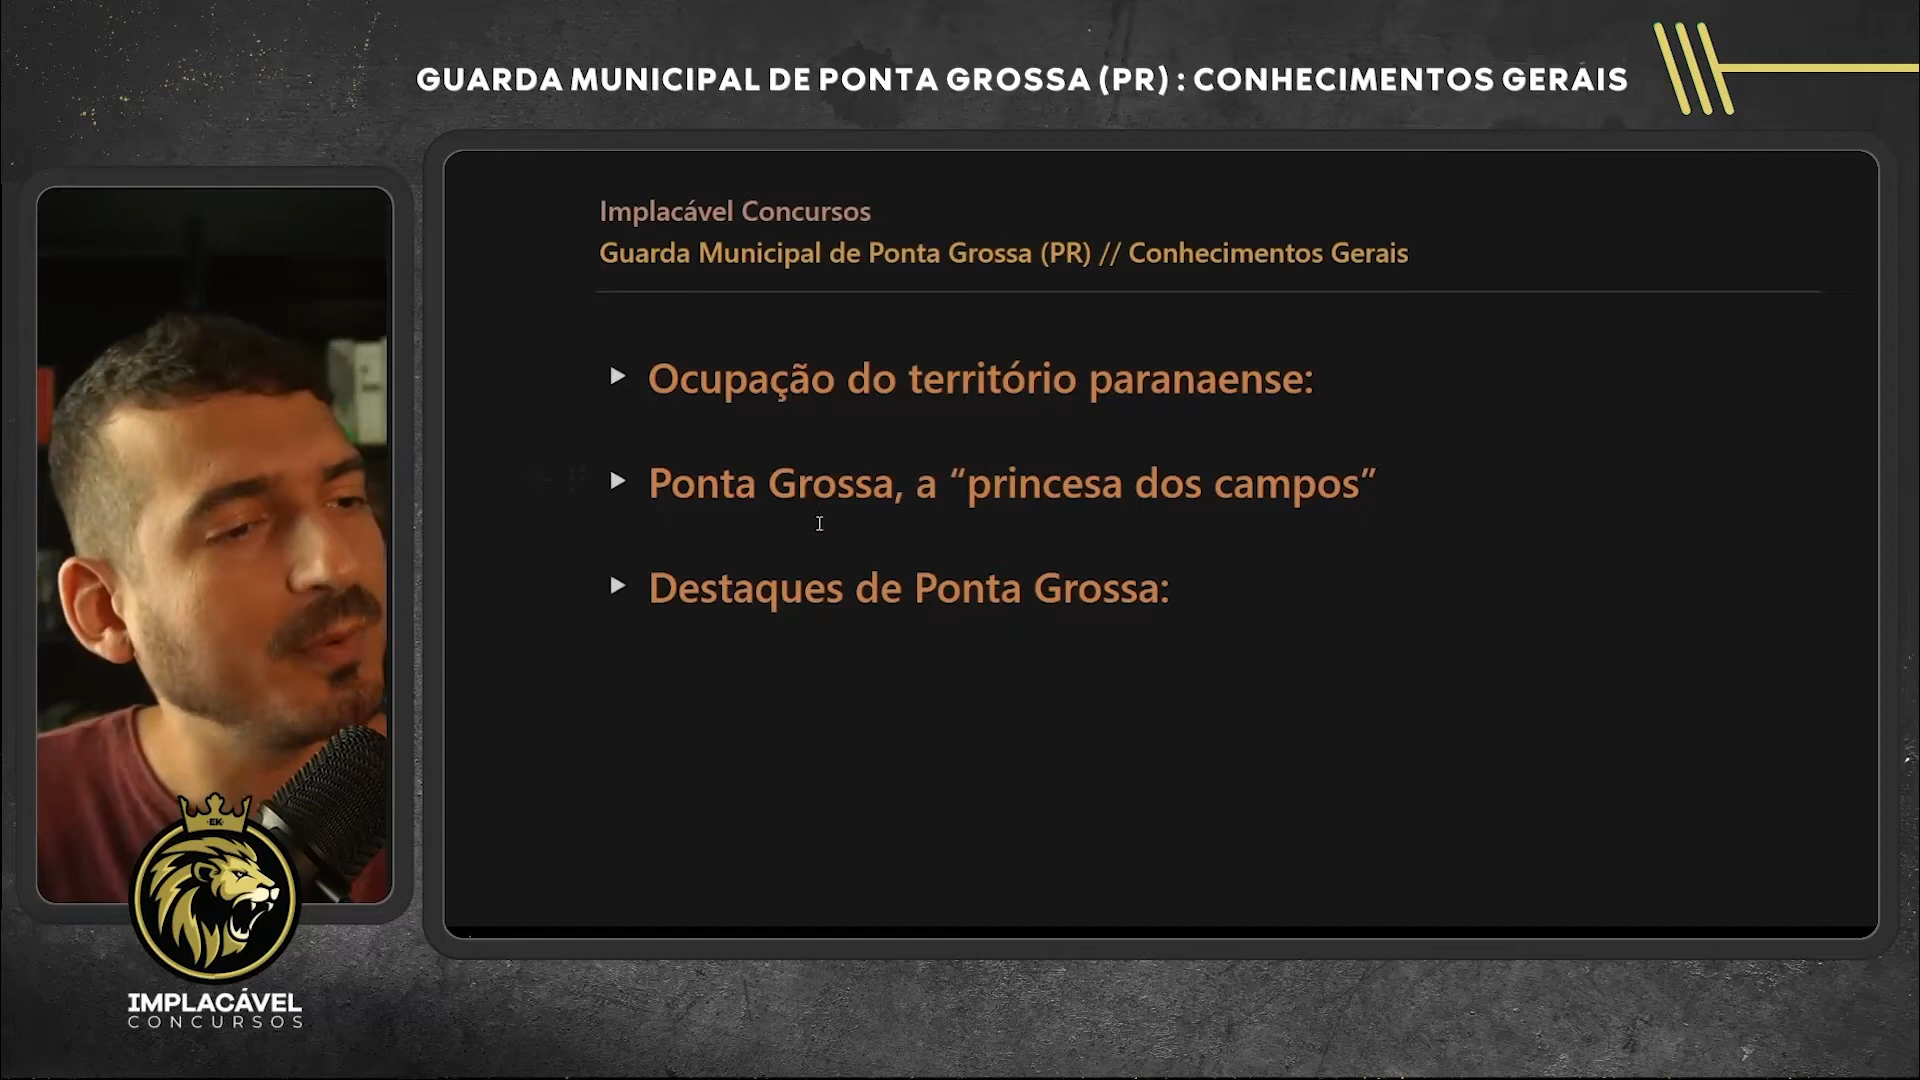 GUARDA MUNICIPAL DE PONTA GROSSA (PR) : CONHECIMENTOS GERAIS
Implacável Concursos
Guarda Municipal de Ponta Grossa (PR) // Conhecimentos Gerais
Ocupação do território paranaense:
Ponta Grossa, a “princesa dos campos”
Destaques de Ponta Grossa:
EK
IMPLACÁVEL
CONCURSOS